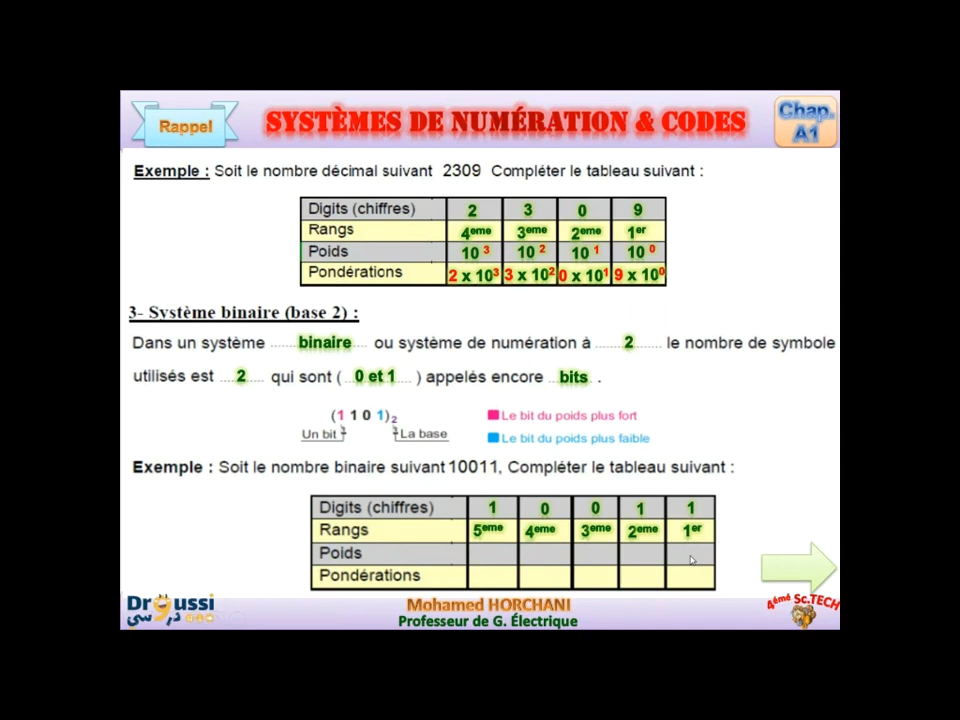 Rappel
SYSTÈMES DE NUMÉRATION & CODES
Chap. A1
Exemple : Soit le nombre décimal suivant 2309 Compléter le tableau suivant :
Digits (chiffres) 2 3 0 9
Rangs 4eme 3eme 2eme 1er
Poids 10 3 10 2 10 1 10 0
Pondérations 2 x 10³ 3 x 10² 0 x 10¹ 9 x 10⁰
3- Système binaire (base 2) :
Dans un système ........binaire.... ou système de numération à ........2........ le nombre de symbole
utilisés est ....2.... qui sont (...0 et 1....) appelés encore ...bits... .
(1 1 0 1)₂
Un bit La base
Le bit du poids plus fort
Le bit du poids plus faible
Exemple : Soit le nombre binaire suivant 10011, Compléter le tableau suivant :
Digits (chiffres) 1 0 0 1 1
Rangs 5eme 4eme 3eme 2eme 1er
Poids
Pondérations
Droussi
دروسي
Mohamed HORCHANI
Professeur de G. Électrique
4émé Sc.TECH